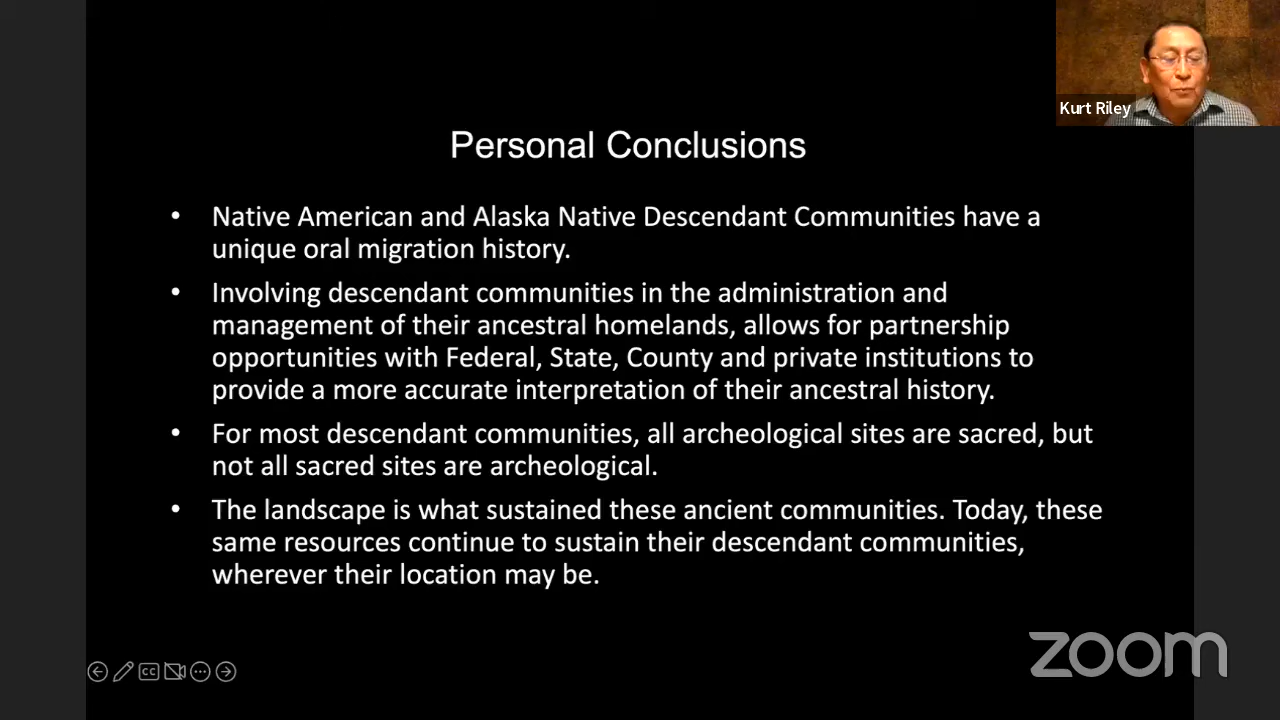 Kurt Riley
Personal Conclusions
• Native American and Alaska Native Descendant Communities have a
unique oral migration history.
• Involving descendant communities in the administration and
management of their ancestral homelands, allows for partnership
opportunities with Federal, State, County and private institutions to
provide a more accurate interpretation of their ancestral history.
• For most descendant communities, all archeological sites are sacred, but
not all sacred sites are archeological.
• The landscape is what sustained these ancient communities. Today, these
same resources continue to sustain their descendant communities,
wherever their location may be.
CC
zoom